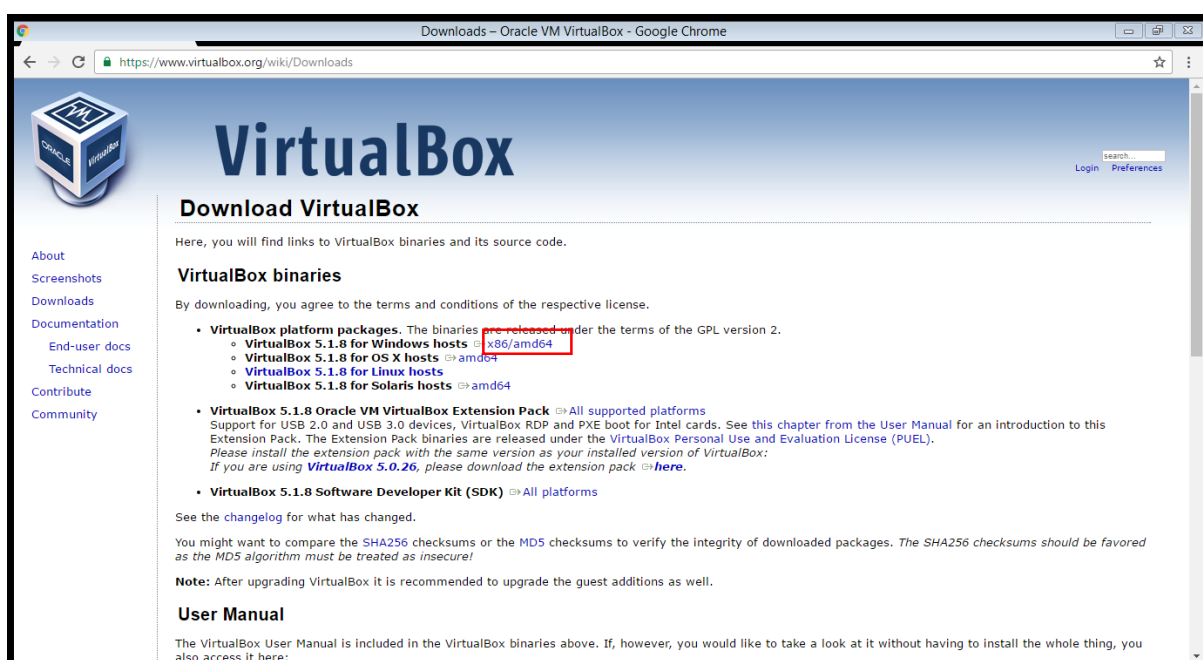 Downloads – Oracle VM VirtualBox - Google Chrome
https://www.virtualbox.org/wiki/Downloads
ORACLE
VirtualBox
VirtualBox
search...
Login Preferences
Download VirtualBox
Here, you will find links to VirtualBox binaries and its source code.
About
Screenshots
Downloads
Documentation
End-user docs
Technical docs
Contribute
Community
VirtualBox binaries
By downloading, you agree to the terms and conditions of the respective license.
VirtualBox platform packages. The binaries are released under the terms of the GPL version 2.
VirtualBox 5.1.8 for Windows hosts x86/amd64
VirtualBox 5.1.8 for OS X hosts amd64
VirtualBox 5.1.8 for Linux hosts
VirtualBox 5.1.8 for Solaris hosts amd64
VirtualBox 5.1.8 Oracle VM VirtualBox Extension Pack All supported platforms
Support for USB 2.0 and USB 3.0 devices, VirtualBox RDP and PXE boot for Intel cards. See this chapter from the User Manual for an introduction to this
Extension Pack. The Extension Pack binaries are released under the VirtualBox Personal Use and Evaluation License (PUEL).
Please install the extension pack with the same version as your installed version of VirtualBox:
If you are using VirtualBox 5.0.26, please download the extension pack here.
VirtualBox 5.1.8 Software Developer Kit (SDK) All platforms
See the changelog for what has changed.
You might want to compare the SHA256 checksums or the MD5 checksums to verify the integrity of downloaded packages. The SHA256 checksums should be favored
as the MD5 algorithm must be treated as insecure!
Note: After upgrading VirtualBox it is recommended to upgrade the guest additions as well.
User Manual
The VirtualBox User Manual is included in the VirtualBox binaries above. If, however, you would like to take a look at it without having to install the whole thing, you
also access it here: